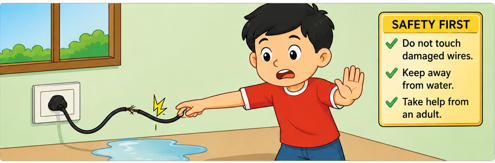 SAFETY FIRST
Do not touch
damaged wires.
Keep away
from water.
Take help from
an adult.